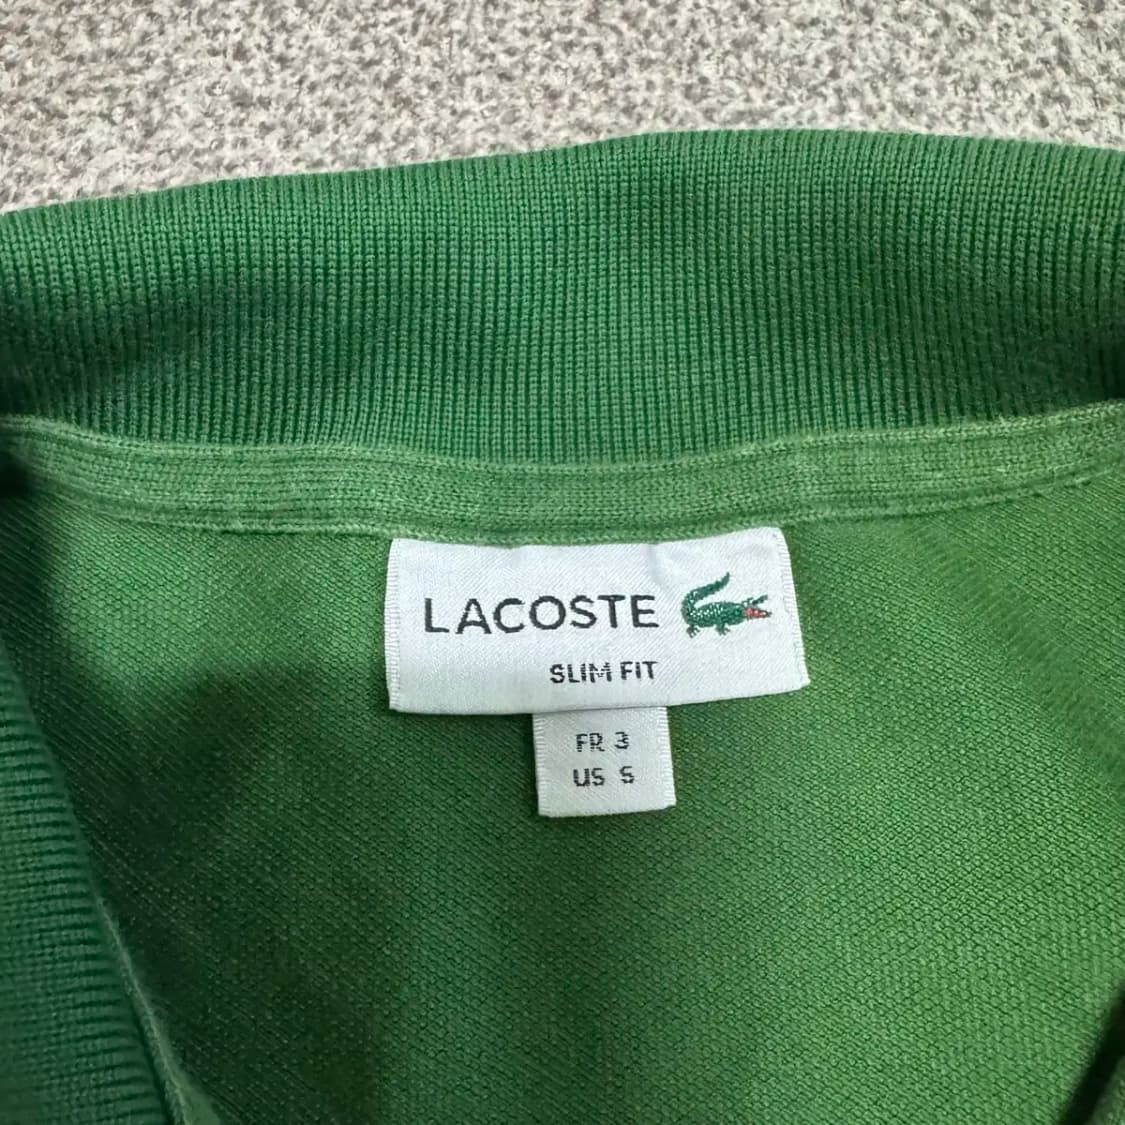 LACOSTE
SLIM FIT
FR 3
US S